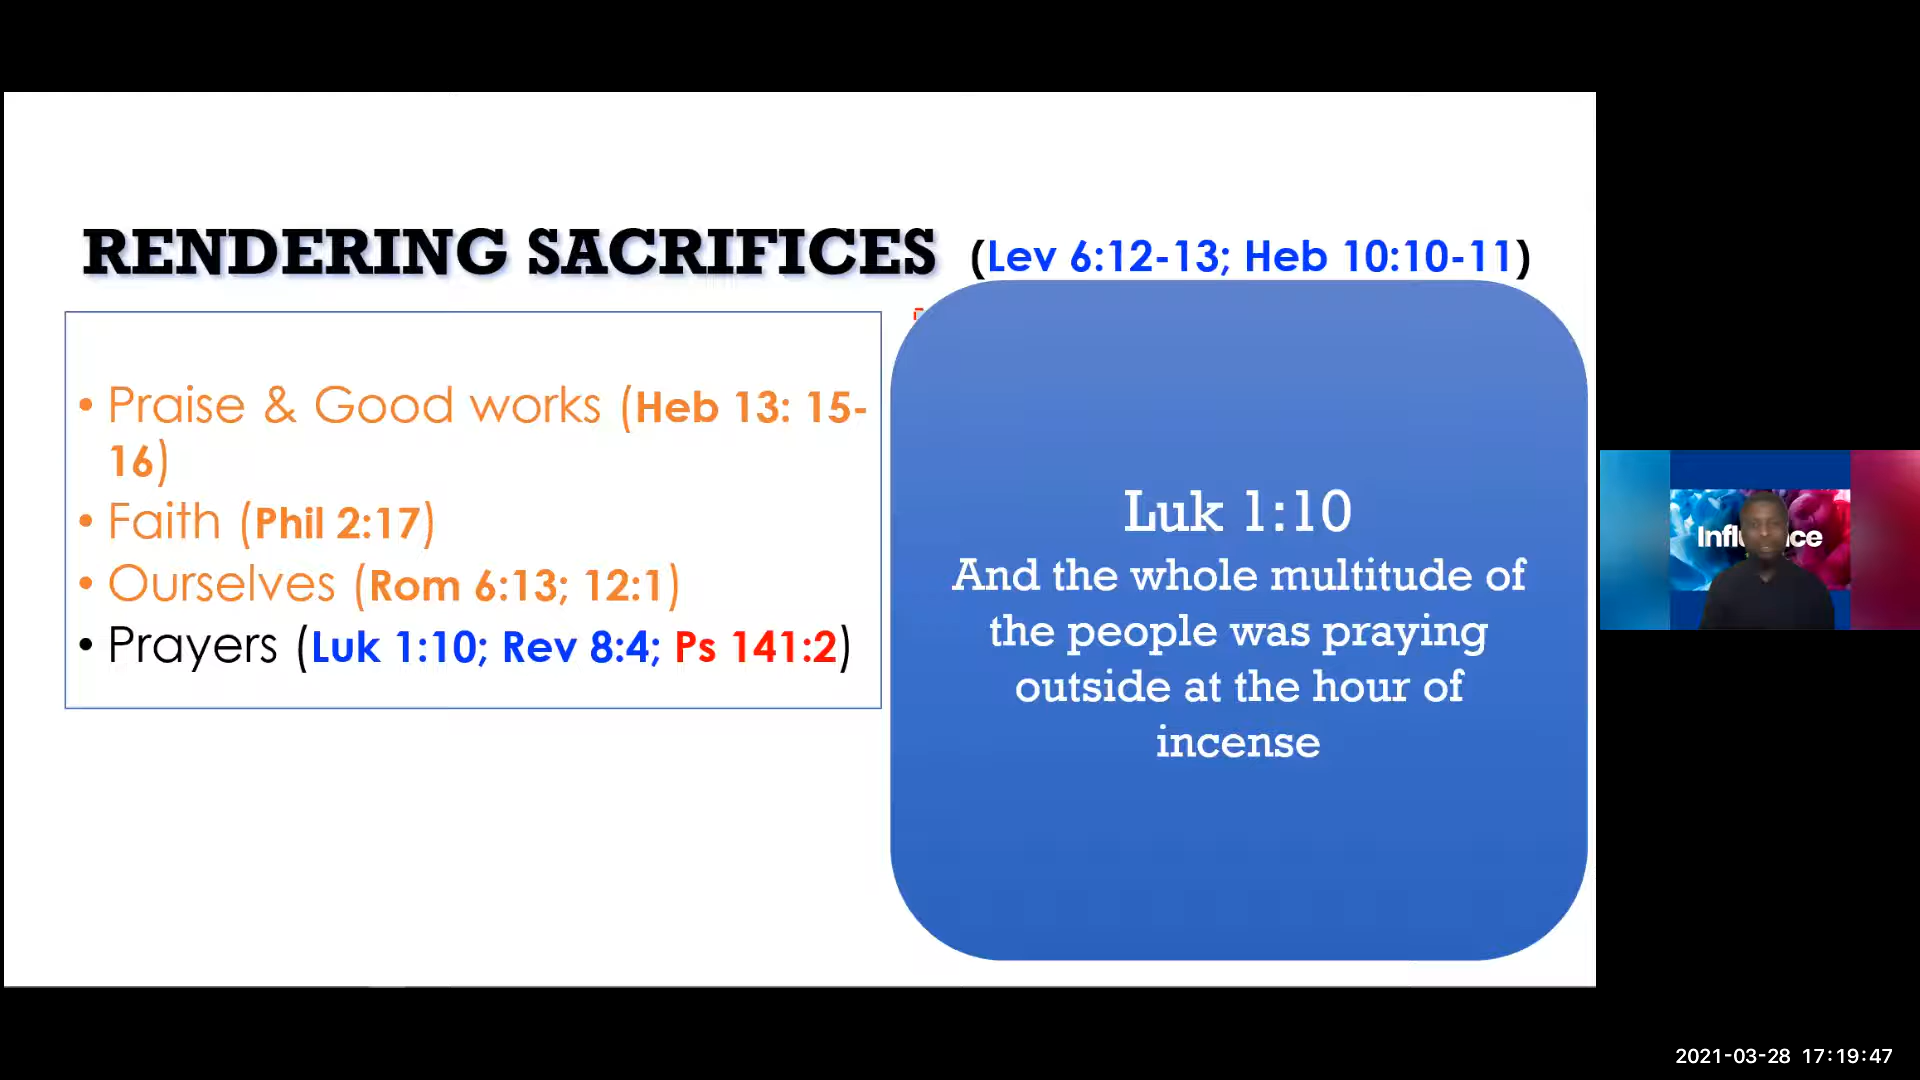 RENDERING SACRIFICES (Lev 6:12-13; Heb 10:10-11)
• Praise & Good works (Heb 13: 15-
16)
• Faith (Phil 2:17)
• Ourselves (Rom 6:13; 12:1)
• Prayers (Luk 1:10; Rev 8:4; Ps 141:2)
Luk 1:10
And the whole multitude of
the people was praying
outside at the hour of
incense
2021-03-28 17:19:47